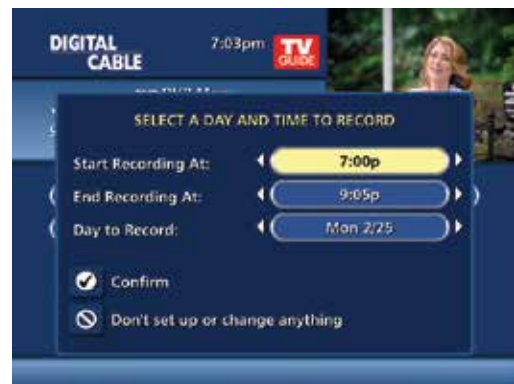 DIGITAL
CABLE
7:03pm
TV
GUIDE
SELECT A DAY AND TIME TO RECORD
Start Recording At: 7:00p
End Recording At: 9:05p
Day to Record: Mon 2/25
Confirm
Don't set up or change anything